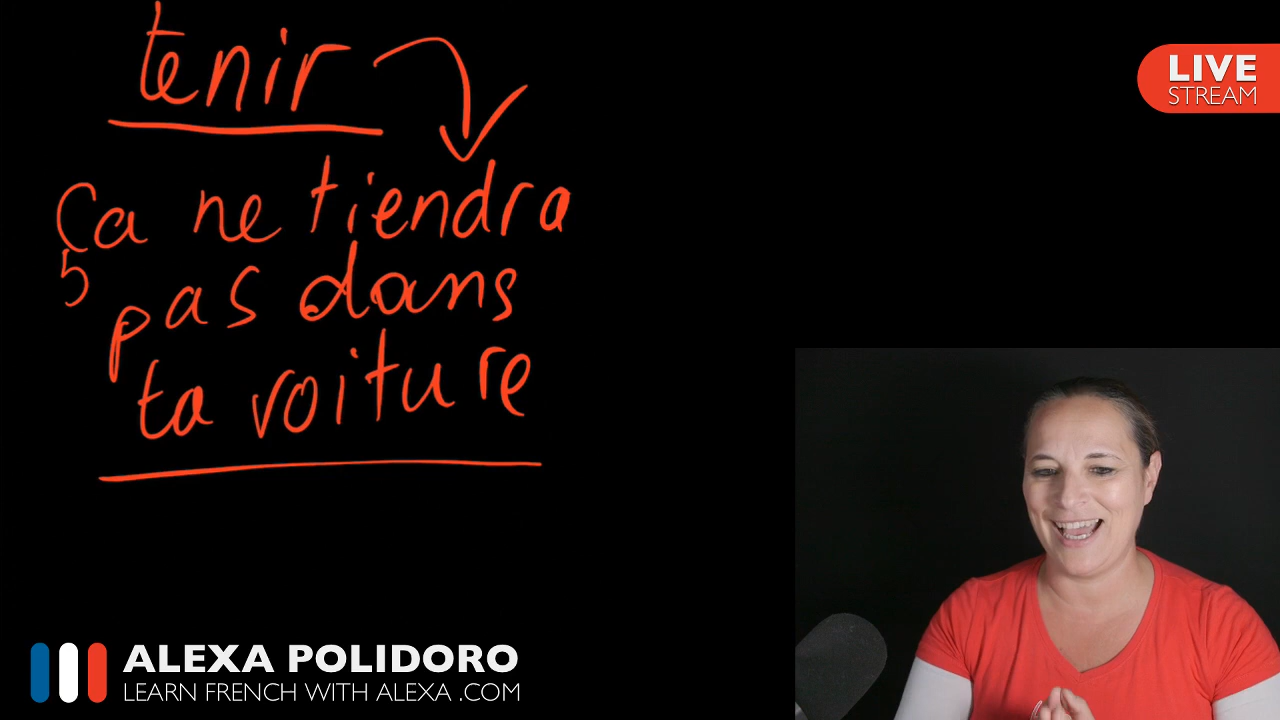 tenir
Ça ne tiendra
pas dans
ta voiture
LIVE
STREAM
ALEXA POLIDORO
LEARN FRENCH WITH ALEXA .COM